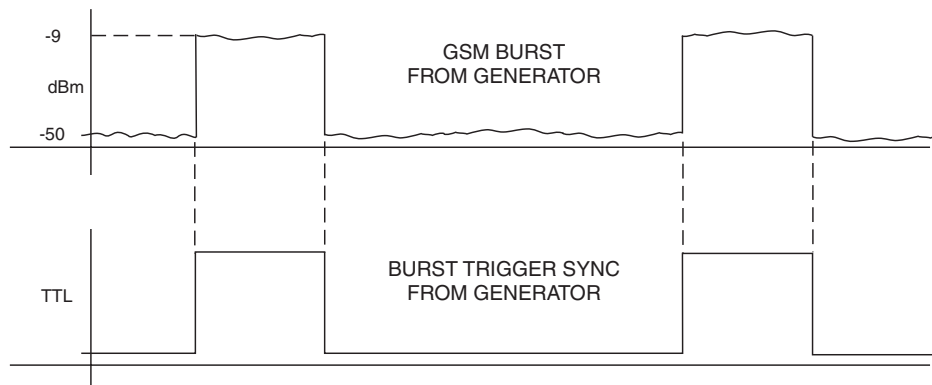 -9
GSM BURST
FROM GENERATOR
dBm
-50
BURST TRIGGER SYNC
FROM GENERATOR
TTL